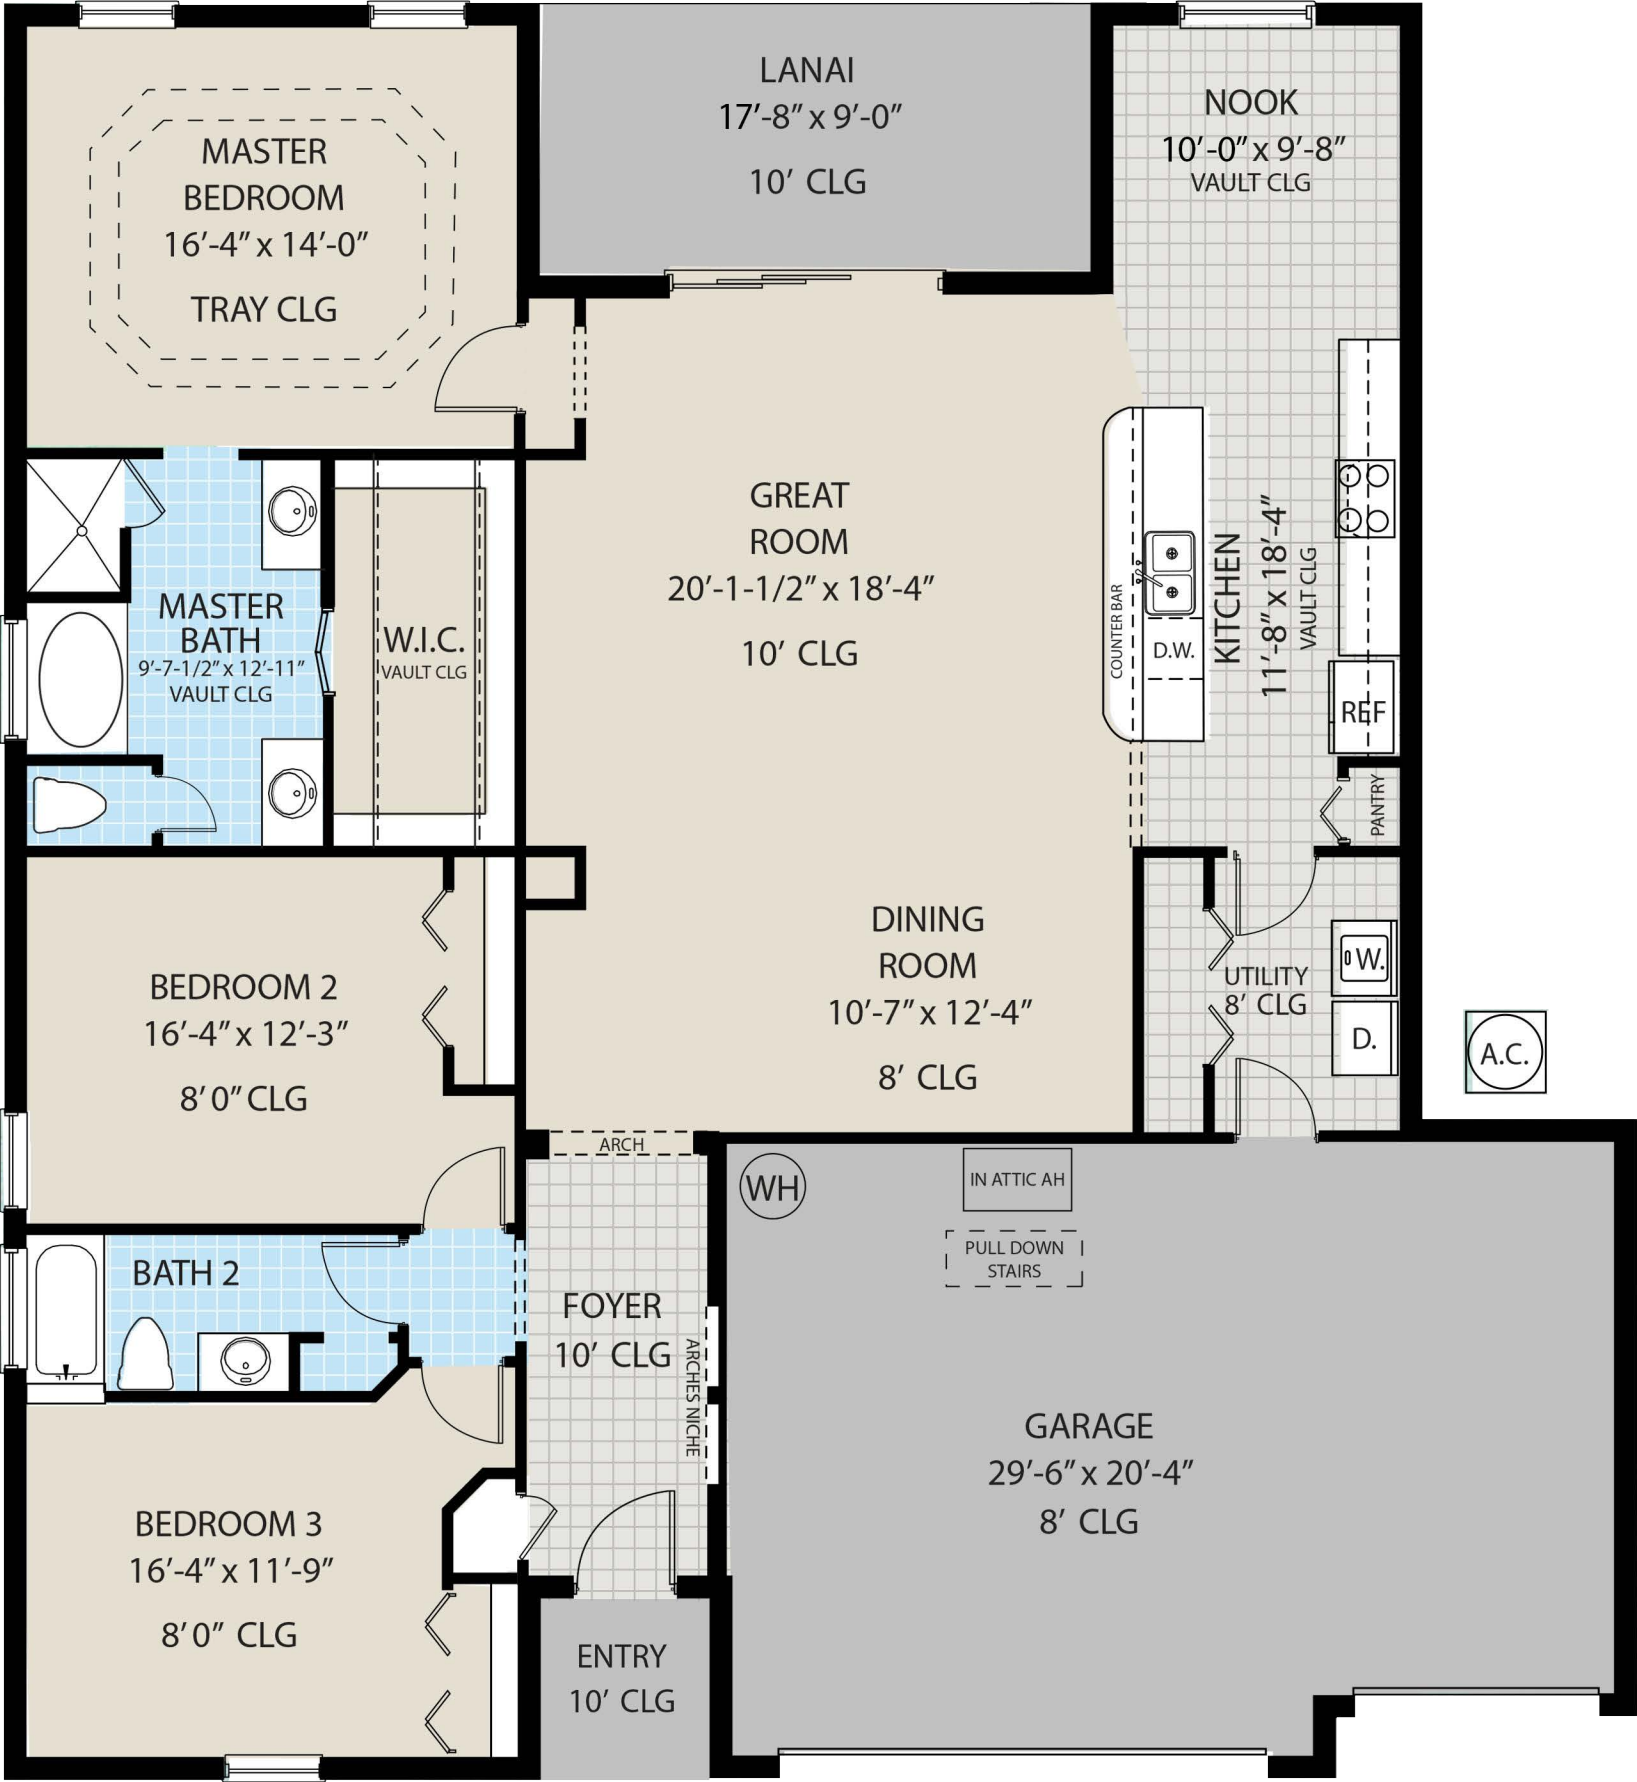 LANAI
17'-8" x 9'-0"
10' CLG
NOOK
10'-0" x 9'-8"
VAULT CLG
MASTER
BEDROOM
16'-4" x 14'-0"
TRAY CLG
GREAT
ROOM
20'-1-1/2" x 18'-4"
10' CLG
COUNTER BAR
D.W.
KITCHEN
11'-8" x 18'-4"
VAULT CLG
REF
PANTRY
MASTER
BATH
9'-7-1/2" x 12'-11"
VAULT CLG
W.I.C.
VAULT CLG
BEDROOM 2
16'-4" x 12'-3"
8'0" CLG
DINING
ROOM
10'-7" x 12'-4"
8' CLG
UTILITY
8' CLG
W.
D.
A.C.
ARCH
WH
IN ATTIC AH
PULL DOWN
STAIRS
BATH 2
FOYER
10' CLG
ARCHES NICHE
GARAGE
29'-6" x 20'-4"
8' CLG
BEDROOM 3
16'-4" x 11'-9"
8'0" CLG
ENTRY
10' CLG